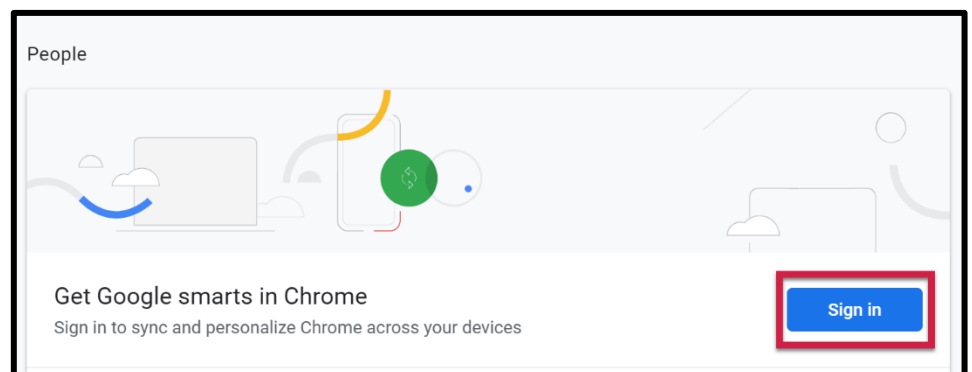 People
Get Google smarts in Chrome
Sign in to sync and personalize Chrome across your devices
Sign in